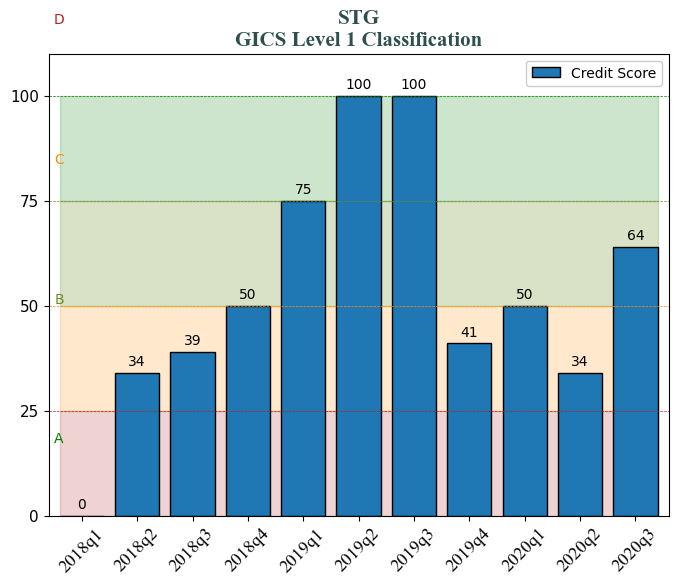 D
STG
GICS Level 1 Classification
Credit Score
100
100
100
C
75
75
64
B
50
50
50
41
39
34
34
25
A
0
0
2018q1
2018q2
2018q3
2018q4
2019q1
2019q2
2019q3
2019q4
2020q1
2020q2
2020q3